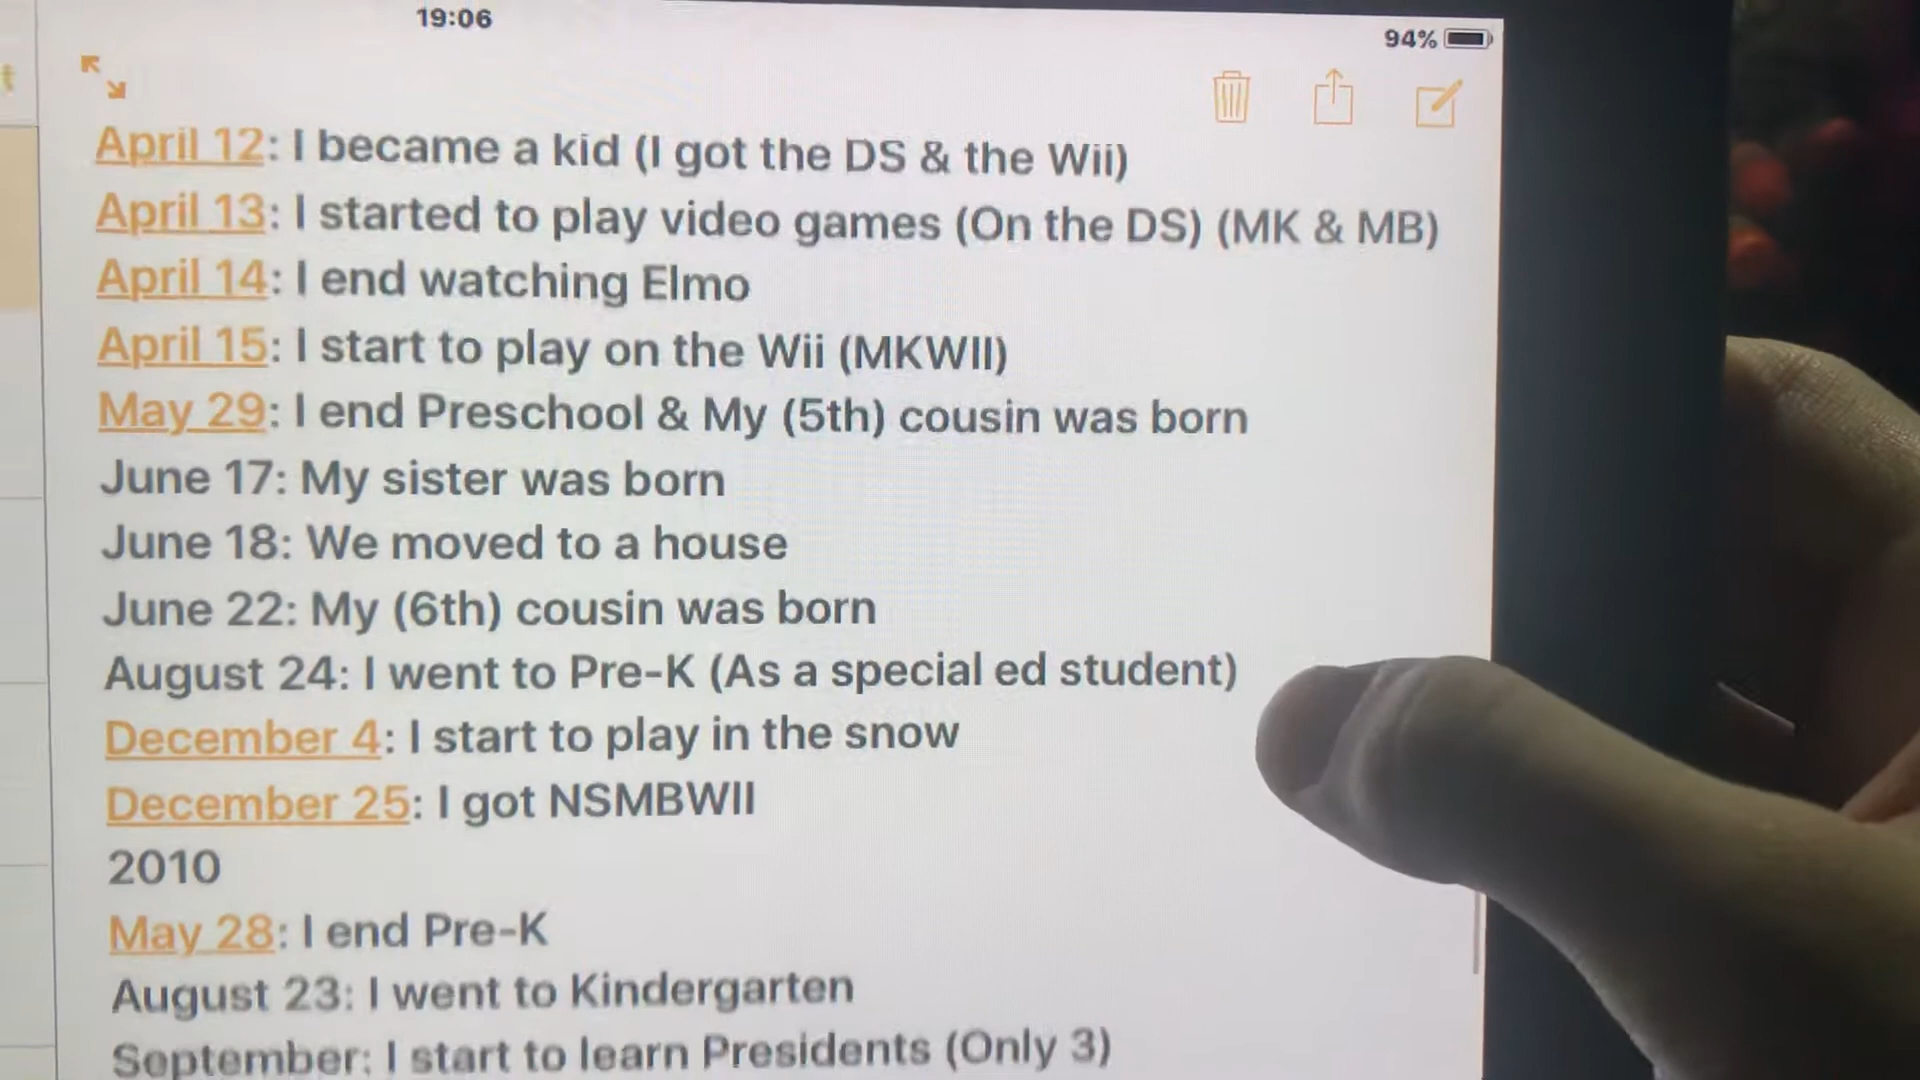 19:06
94%
t
April 12: I became a kid (I got the DS & the Wii)
April 13: I started to play video games (On the DS) (MK & MB)
April 14: I end watching Elmo
April 15: I start to play on the Wii (MKWII)
May 29: I end Preschool & My (5th) cousin was born
June 17: My sister was born
June 18: We moved to a house
June 22: My (6th) cousin was born
August 24: I went to Pre-K (As a special ed student)
December 4: I start to play in the snow
December 25: I got NSMBWII
2010
May 28: I end Pre-K
August 23: I went to Kindergarten
September: I start to learn Presidents (Only 3)